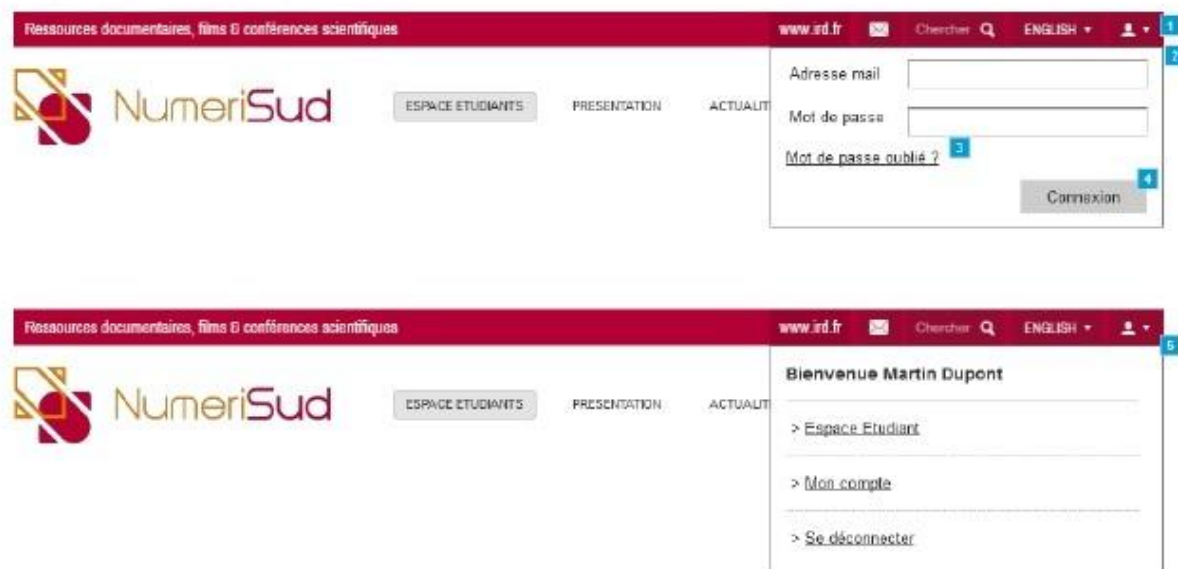 Ressources documentaires, films & conférences scientifiques www.ird.fr Chercher ENGLISH 1
2
NumeriSud ESPACE ETUDIANTS PRESENTATION ACTUALIT
Adresse mail
Mot de passe
Mot de passe oublié ? 3
4
Connexion
Ressources documentaires, films & conférences scientifiques www.ird.fr Chercher ENGLISH
5
NumeriSud ESPACE ETUDIANTS PRESENTATION ACTUALIT
Bienvenue Martin Dupont
> Espace Etudiant
> Mon compte
> Se déconnecter